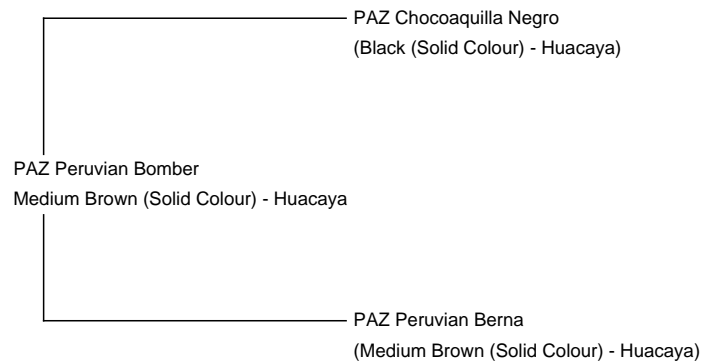 PAZ Chocoaquilla Negro
(Black (Solid Colour) - Huacaya)
PAZ Peruvian Bomber
Medium Brown (Solid Colour) - Huacaya
PAZ Peruvian Berna
(Medium Brown (Solid Colour) - Huacaya)